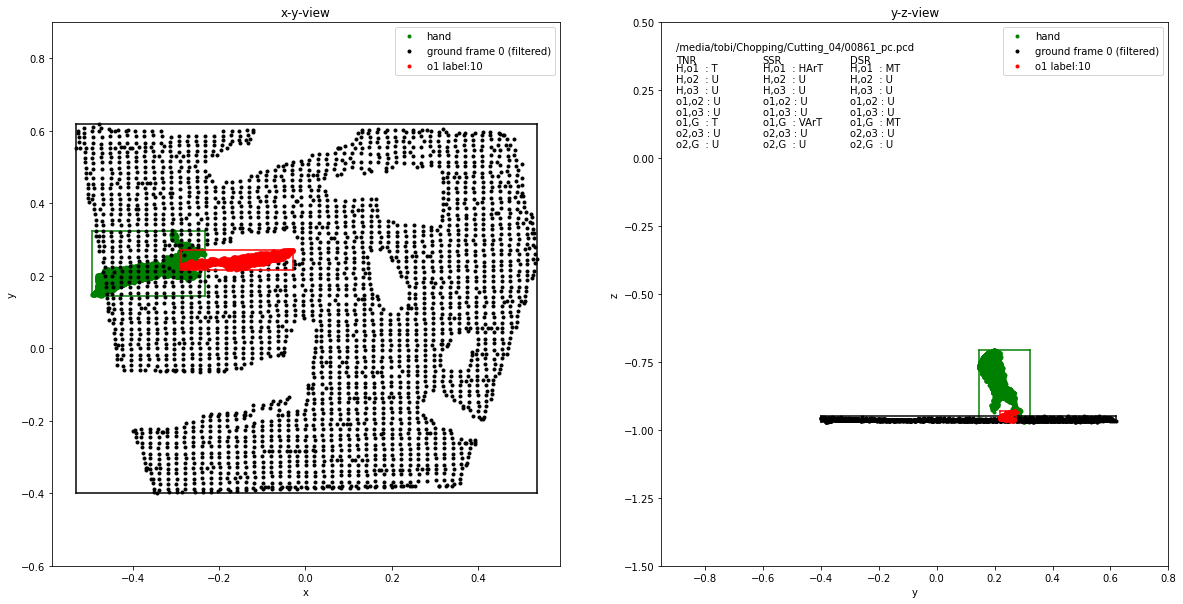 x-y-view
hand
ground frame 0 (filtered)
o1 label:10
0.8
0.6
0.4
0.2
0.0
−0.2
−0.4
−0.6
y
−0.4
−0.2
0.0
0.2
0.4
x
y-z-view
hand
ground frame 0 (filtered)
o1 label:10
/media/tobi/Chopping/Cutting_04/00861_pc.pcd
TNR SSR DSR
H,o1 : T H,o1 : HArT H,o1 : MT
H,o2 : U H,o2 : U H,o2 : U
H,o3 : U H,o3 : U H,o3 : U
o1,o2 : U o1,o2 : U o1,o2 : U
o1,o3 : U o1,o3 : U o1,o3 : U
o1,G : T o1,G : VArT o1,G : MT
o2,o3 : U o2,o3 : U o2,o3 : U
o2,G : U o2,G : U o2,G : U
0.50
0.25
0.00
−0.25
−0.50
−0.75
−1.00
−1.25
−1.50
z
−0.8
−0.6
−0.4
−0.2
0.0
0.2
0.4
0.6
0.8
y